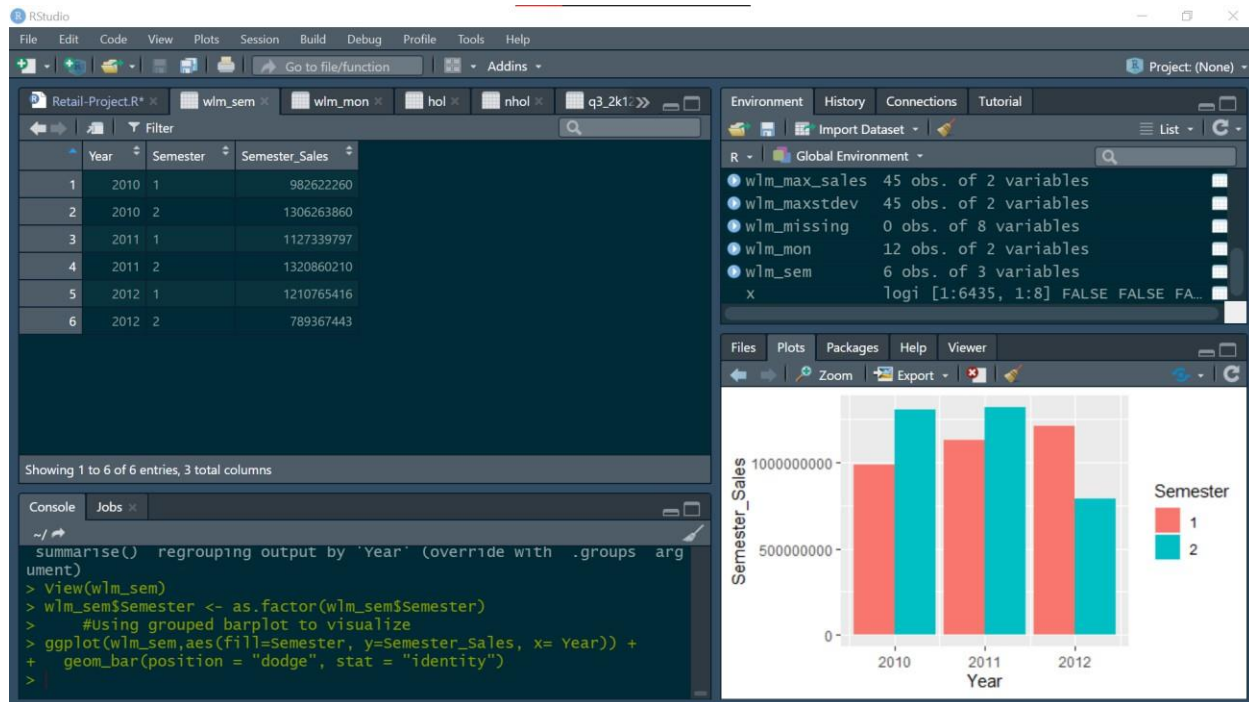 RStudio
File Edit Code View Plots Session Build Debug Profile Tools Help
Go to file/function Addins
Project: (None)
Retail-Project.R* wlm_sem wlm_mon hol nhol q3_2k12
Filter
Year Semester Semester_Sales
1 2010 1 982622260
2 2010 2 1306263860
3 2011 1 1127339797
4 2011 2 1320860210
5 2012 1 1210765416
6 2012 2 789367443
Showing 1 to 6 of 6 entries, 3 total columns
Console Jobs
~/
summarise() regrouping output by `Year` (override with .groups arg
ument)
> View(wlm_sem)
> wlm_sem$Semester <- as.factor(wlm_sem$Semester)
> #Using grouped barplot to visualize
> ggplot(wlm_sem,aes(fill=Semester, y=Semester_Sales, x= Year)) +
+ geom_bar(position = "dodge", stat = "identity")
>
Environment History Connections Tutorial
Import Dataset List
R Global Environment
wlm_max_sales 45 obs. of 2 variables
wlm_maxstdev 45 obs. of 2 variables
wlm_missing 0 obs. of 8 variables
wlm_mon 12 obs. of 2 variables
wlm_sem 6 obs. of 3 variables
x logi [1:6435, 1:8] FALSE FALSE FA...
Files Plots Packages Help Viewer
Zoom Export
Semester_Sales
1000000000
500000000
0
2010 2011 2012
Year
Semester
1
2